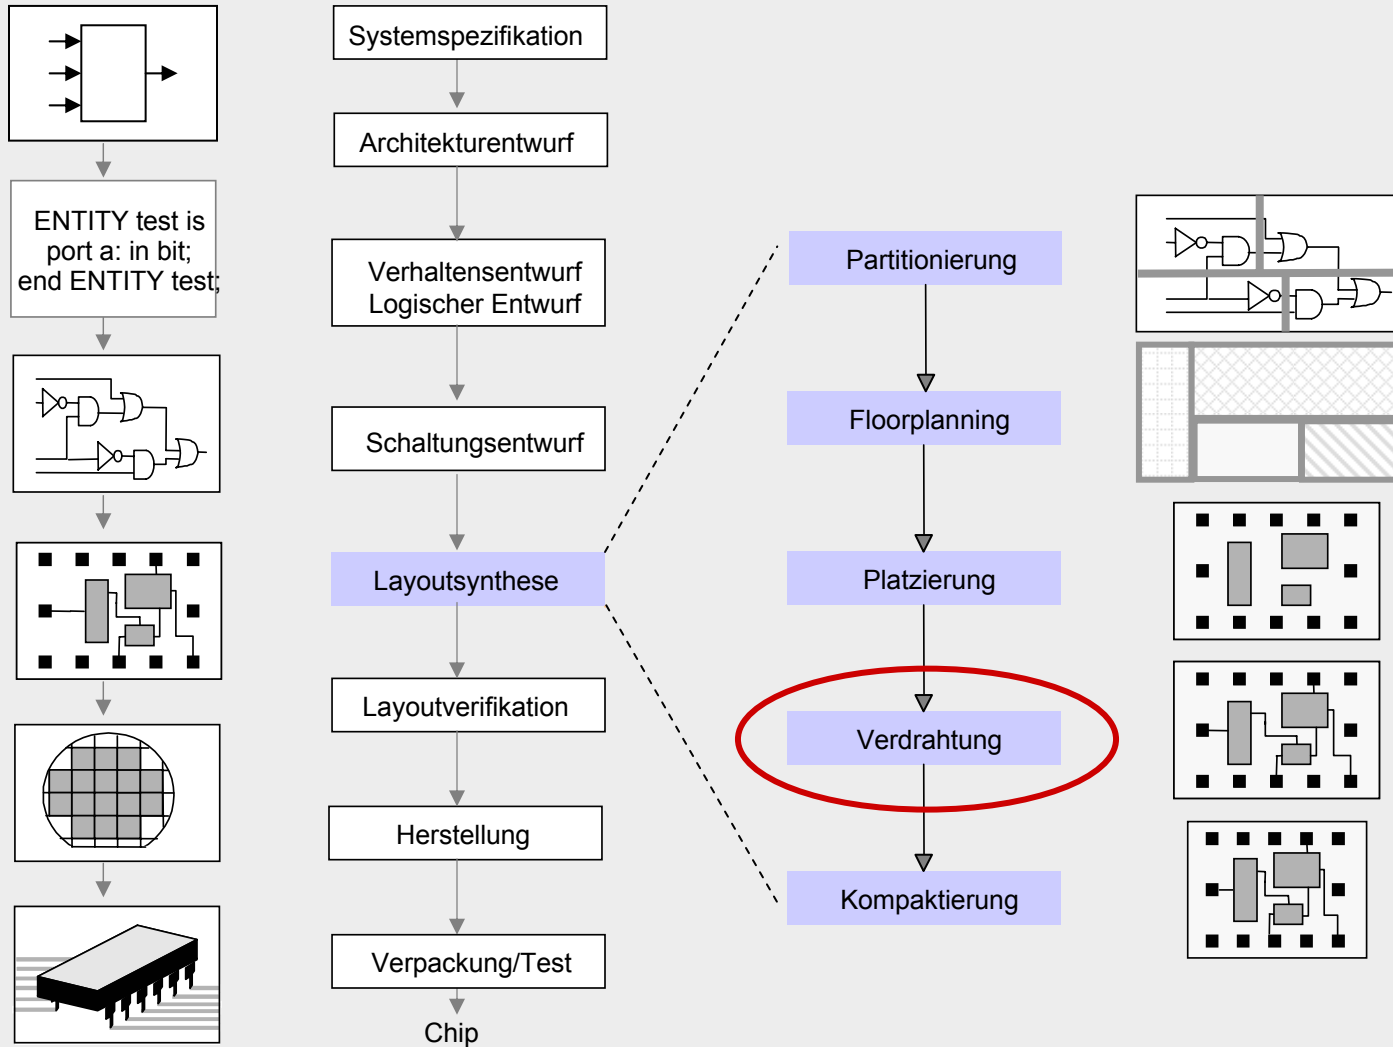 ENTITY test is
port a: in bit;
end ENTITY test;
Systemspezifikation
Architekturentwurf
Verhaltensentwurf
Logischer Entwurf
Schaltungsentwurf
Layoutsynthese
Layoutverifikation
Herstellung
Verpackung/Test
Chip
Partitionierung
Floorplanning
Platzierung
Verdrahtung
Kompaktierung